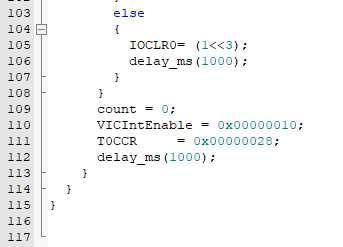 103 else
104 {
105 IOCLR0= (1<<3);
106 delay_ms(1000);
107 }
108 }
109 count = 0;
110 VICIntEnable = 0x00000010;
111 T0CCR = 0x00000028;
112 delay_ms(1000);
113 }
114 }
115 }
116
117